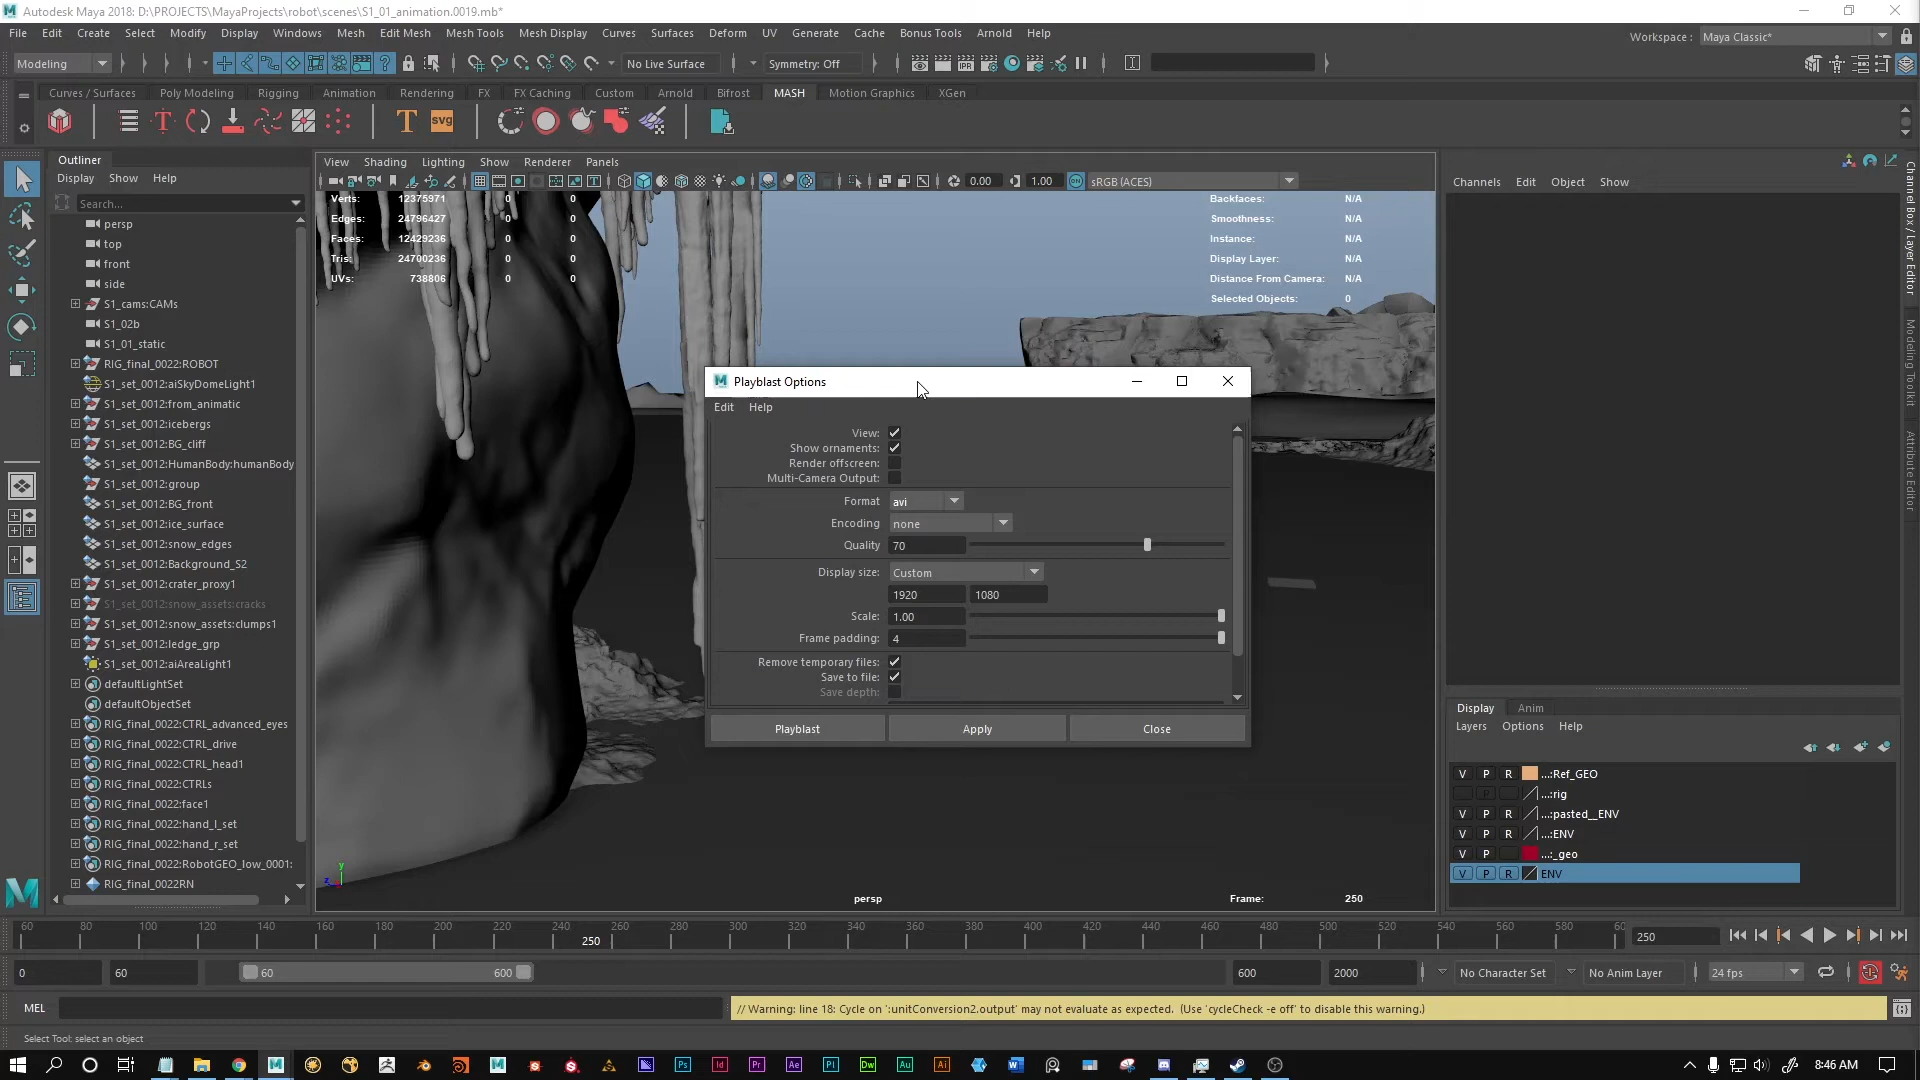 Autodesk Maya 2018: D:\PROJECTS\MayaProjects\robot\scenes\S1_01_animation.0019.mb*
File Edit Create Select Modify Display Windows Mesh Edit Mesh Mesh Tools Mesh Display Curves Surfaces Deform UV Generate Cache Bonus Tools Arnold Help
Workspace : Maya Classic*
Modeling No Live Surface Symmetry: Off
Curves / Surfaces Poly Modeling Rigging Animation Rendering FX FX Caching Custom Arnold Bifrost MASH Motion Graphics XGen
T svg
Outliner
Display Show Help
Search...
persp
top
front
side
S1_cams:CAMs
S1_02b
S1_01_static
RIG_final_0022:ROBOT
S1_set_0012:aiSkyDomeLight1
S1_set_0012:from_animatic
S1_set_0012:icebergs
S1_set_0012:BG_cliff
S1_set_0012:HumanBody:humanBody
S1_set_0012:group
S1_set_0012:BG_front
S1_set_0012:ice_surface
S1_set_0012:snow_edges
S1_set_0012:Background_S2
S1_set_0012:crater_proxy1
S1_set_0012:snow_assets:cracks
S1_set_0012:snow_assets:clumps1
S1_set_0012:ledge_grp
S1_set_0012:aiAreaLight1
defaultLightSet
defaultObjectSet
RIG_final_0022:CTRL_advanced_eyes
RIG_final_0022:CTRL_drive
RIG_final_0022:CTRL_head1
RIG_final_0022:CTRLs
RIG_final_0022:face1
RIG_final_0022:hand_l_set
RIG_final_0022:hand_r_set
RIG_final_0022:RobotGEO_low_0001:
RIG_final_0022RN
View Shading Lighting Show Renderer Panels
0.00 1.00 sRGB (ACES)
Verts: 12375971 0 0
Edges: 24796427 0 0
Faces: 12429236 0 0
Tris: 24700236 0 0
UVs: 738806 0 0
Backfaces: N/A
Smoothness: N/A
Instance: N/A
Display Layer: N/A
Distance From Camera: N/A
Selected Objects: 0
Playblast Options
Edit Help
View:
Show ornaments:
Render offscreen:
Multi-Camera Output:
Format avi
Encoding none
Quality 70
Display size: Custom
1920 1080
Scale: 1.00
Frame padding: 4
Remove temporary files:
Save to file:
Save depth:
Playblast Apply Close
persp Frame: 250
Channels Edit Object Show
Channel Box / Layer Editor
Modeling Toolkit
Attribute Editor
Display Anim
Layers Options Help
V P R ...:Ref_GEO
P ...:rig
V P R ...:pasted__ENV
V P R ...:ENV
V P ...:_geo
V P R ENV
60 80 100 120 140 160 180 200 220 240 260 280 300 320 340 360 380 400 420 440 460 480 500 520 540 560 580 60
250
250
0 60 60 600 600 2000 No Character Set No Anim Layer 24 fps
MEL // Warning: line 18: Cycle on ':unitConversion2.output' may not evaluate as expected. (Use 'cycleCheck -e off' to disable this warning.)
Select Tool: select an object
8:46 AM